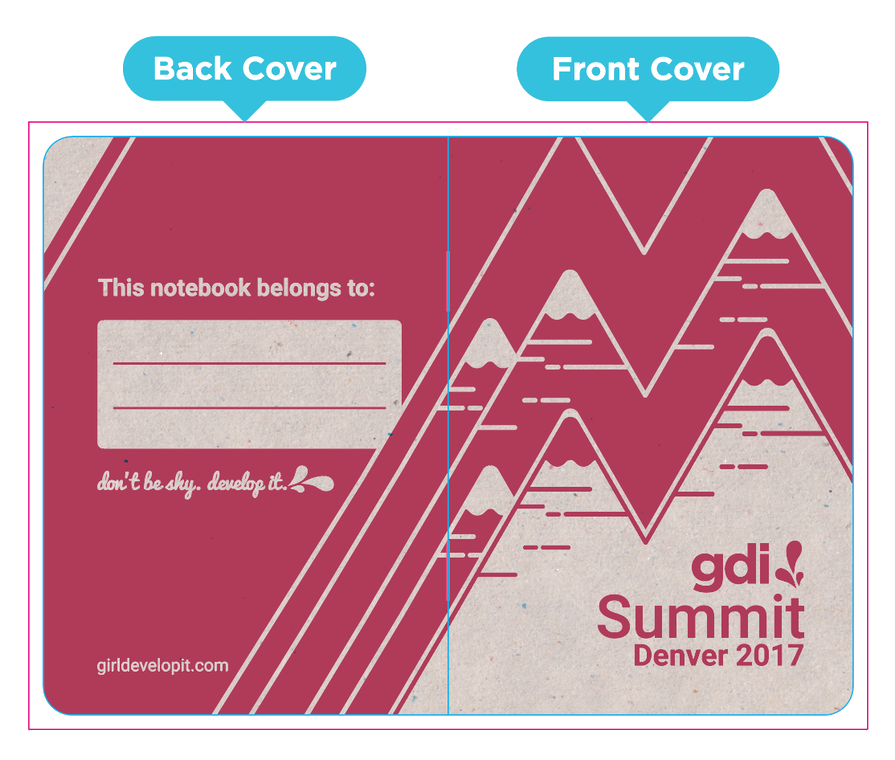 Back Cover
Front Cover
This notebook belongs to:
don't be shy. develop it.
girldevelopit.com
gdi
Summit
Denver 2017